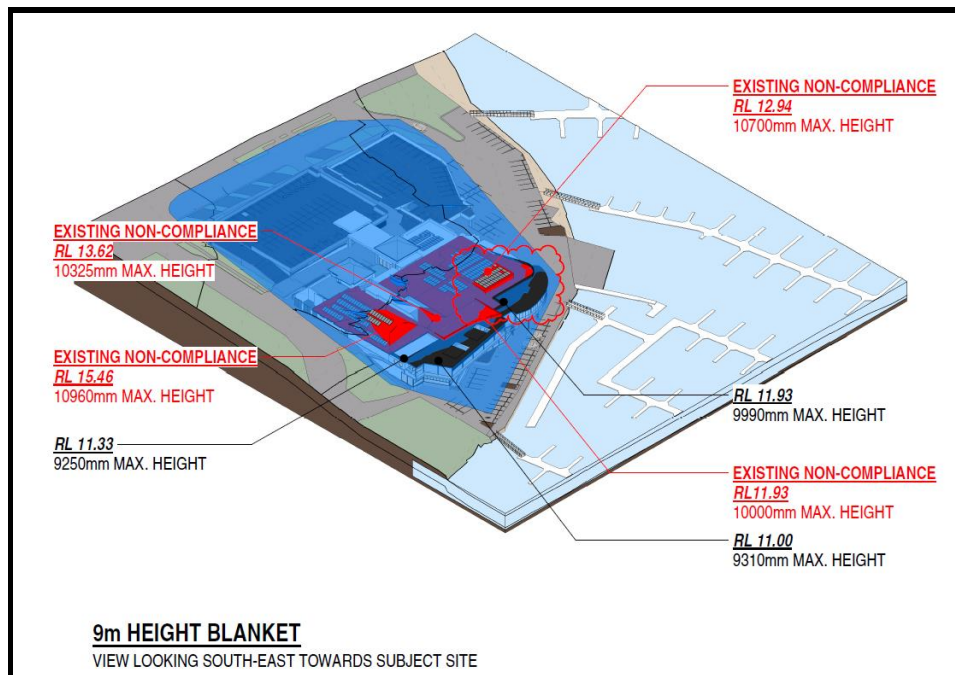 EXISTING NON-COMPLIANCE
RL 12.94
10700mm MAX. HEIGHT
EXISTING NON-COMPLIANCE
RL 13.62
10325mm MAX. HEIGHT
EXISTING NON-COMPLIANCE
RL 15.46
10960mm MAX. HEIGHT
RL 11.93
9990mm MAX. HEIGHT
RL 11.33
9250mm MAX. HEIGHT
EXISTING NON-COMPLIANCE
RL11.93
10000mm MAX. HEIGHT
RL 11.00
9310mm MAX. HEIGHT
9m HEIGHT BLANKET
VIEW LOOKING SOUTH-EAST TOWARDS SUBJECT SITE